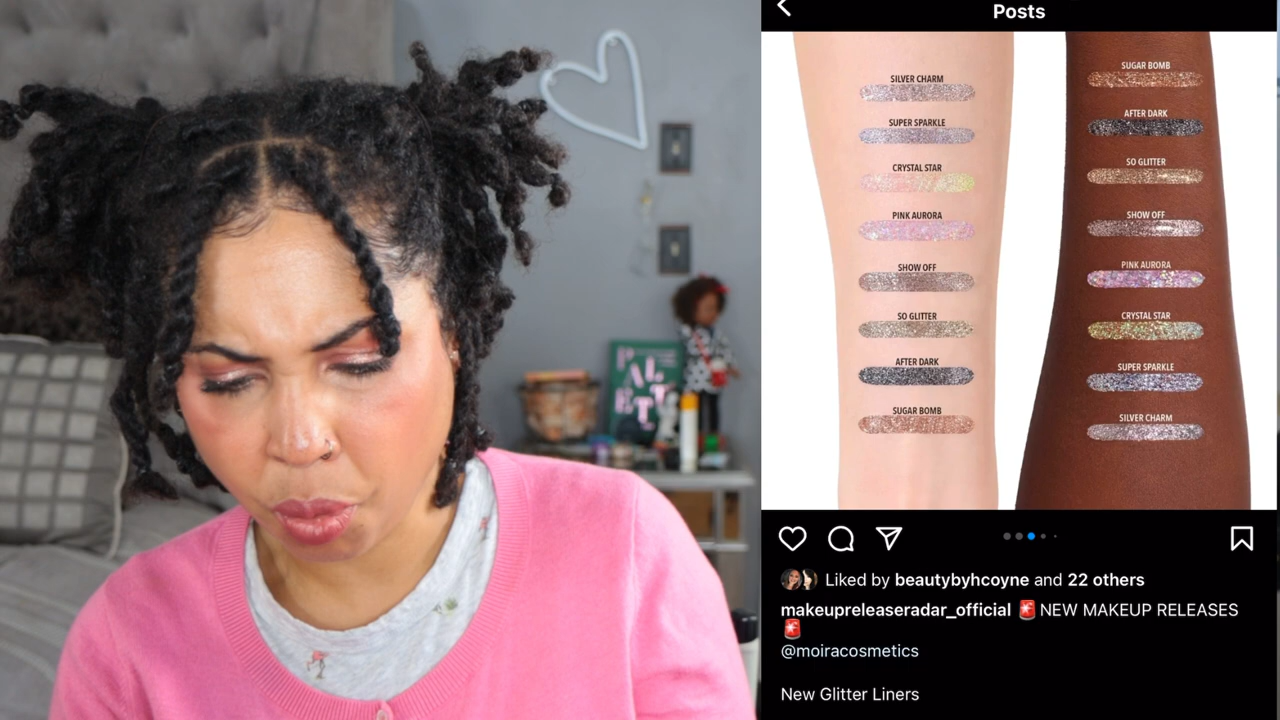 PALETTE
Posts
SILVER CHARM
SUPER SPARKLE
CRYSTAL STAR
PINK AURORA
SHOW OFF
SO GLITTER
AFTER DARK
SUGAR BOMB
SUGAR BOMB
AFTER DARK
SO GLITTER
SHOW OFF
PINK AURORA
CRYSTAL STAR
SUPER SPARKLE
SILVER CHARM
Liked by beautybyhcoyne and 22 others
makeupreleaseradar_official 🚨NEW MAKEUP RELEASES
🚨
@moiracosmetics
New Glitter Liners